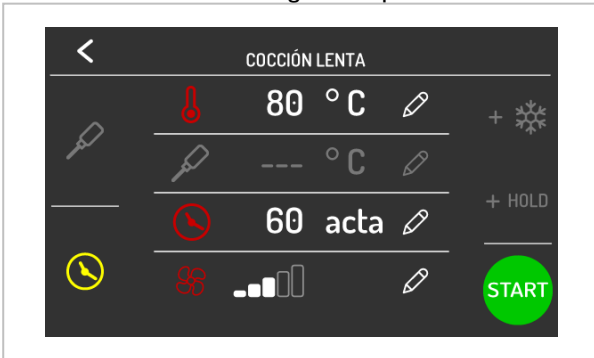 COCCIÓN LENTA
80 °C
+
--- °C
+ HOLD
60 acta
START